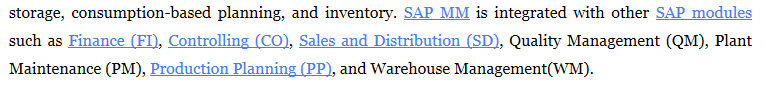 storage, consumption-based planning, and inventory. SAP MM is integrated with other SAP modules
such as Finance (FI), Controlling (CO), Sales and Distribution (SD), Quality Management (QM), Plant
Maintenance (PM), Production Planning (PP), and Warehouse Management(WM).